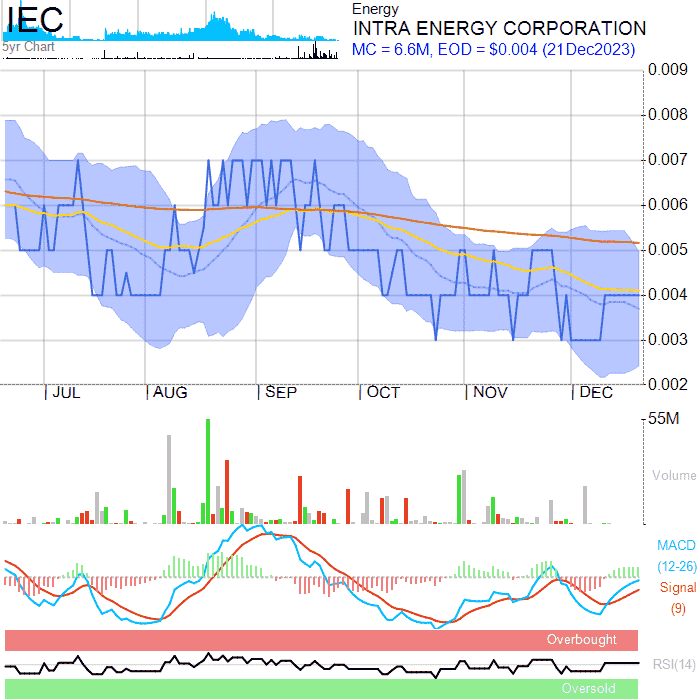 IEC
5yr Chart
Energy
INTRA ENERGY CORPORATION
MC = 6.6M, EOD = $0.004 (21Dec2023)
0.009
0.008
0.007
0.006
0.005
0.004
0.003
0.002
JUL
AUG
SEP
OCT
NOV
DEC
55M
Volume
MACD
(12-26)
Signal
(9)
Overbought
RSI(14)
Oversold